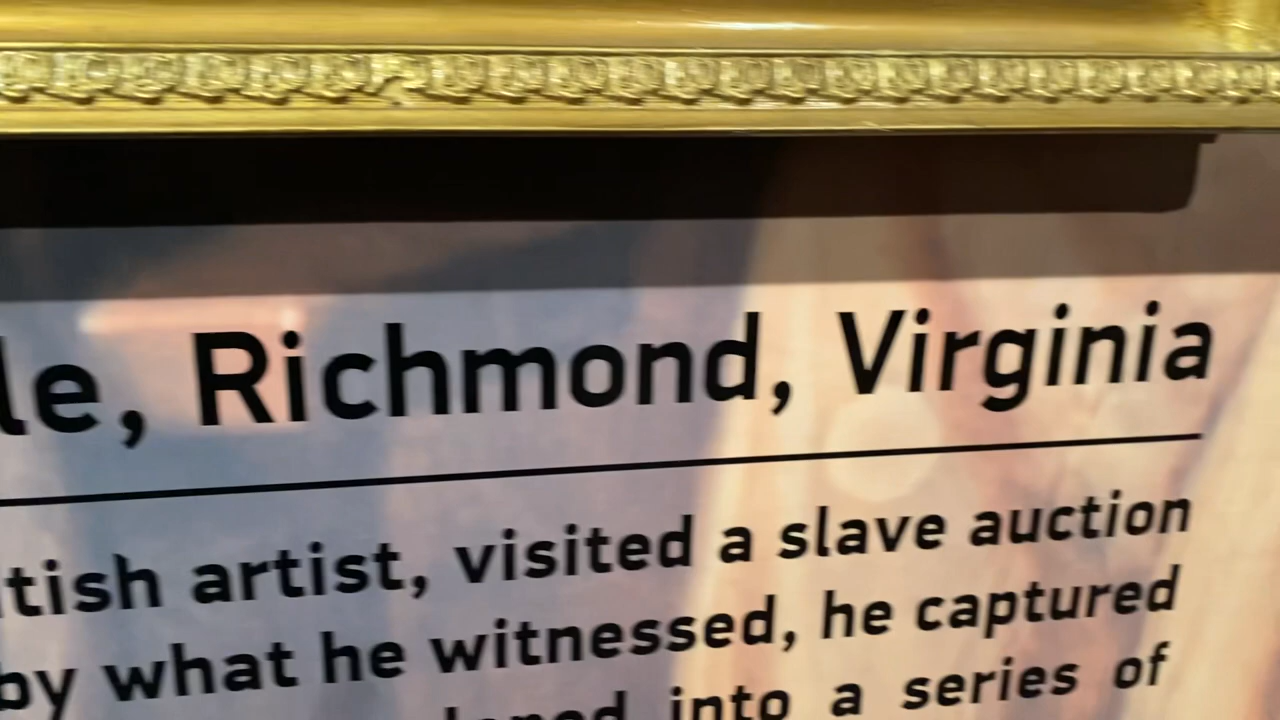 le, Richmond, Virginia
tish artist, visited a slave auction
by what he witnessed, he captured
into a series of